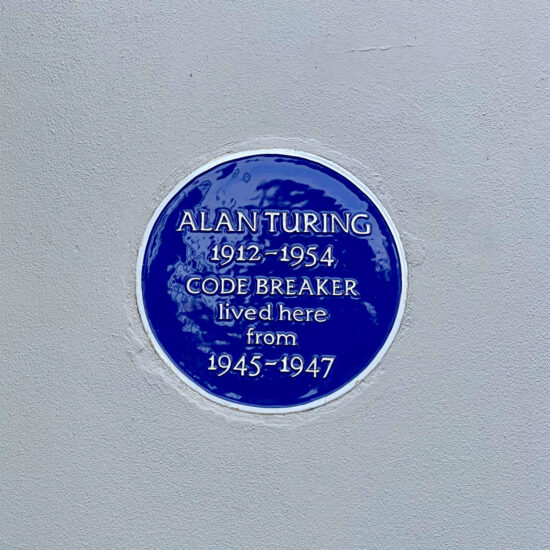 ALAN TURING
1912-1954
CODE BREAKER
lived here
from
1945-1947